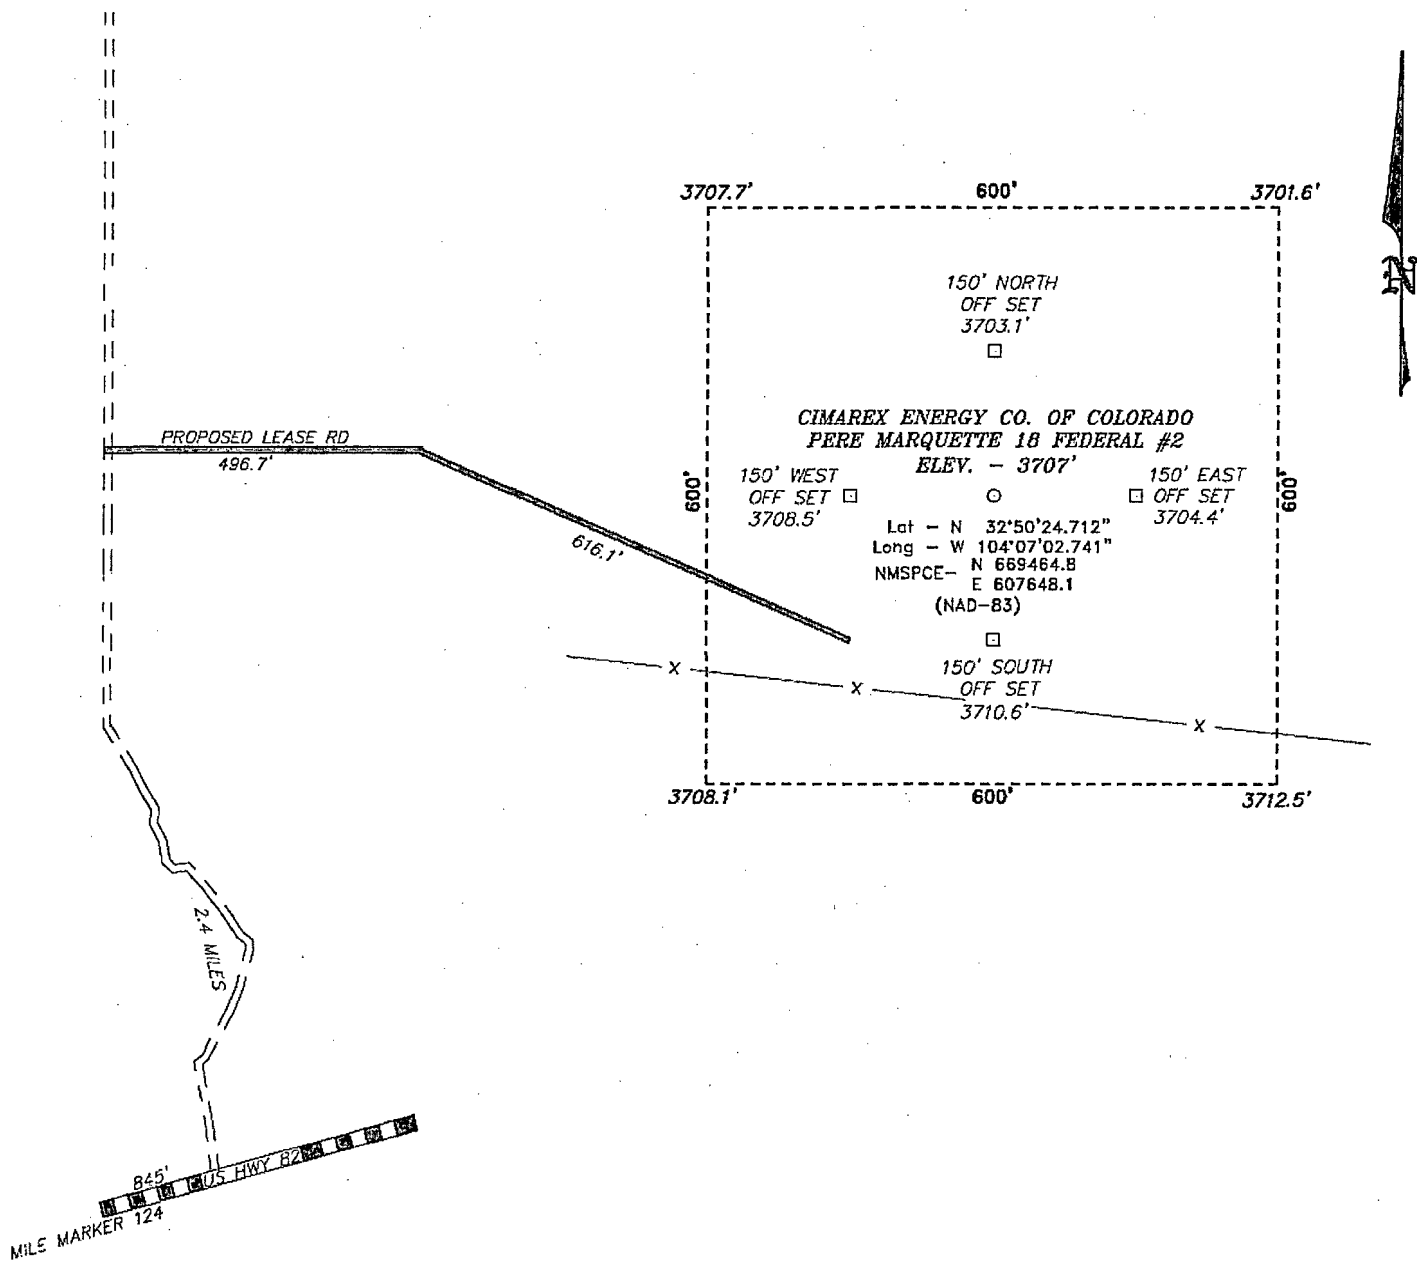 3707.7' 600' 3701.6'
N
150' NORTH
OFF SET
3703.1'
CIMAREX ENERGY CO. OF COLORADO
PERE MARQUETTE 18 FEDERAL #2
ELEV. - 3707'
PROPOSED LEASE RD
496.7'
616.1'
600'
150' WEST
OFF SET
3708.5'
150' EAST
OFF SET
3704.4'
600'
Lat - N 32°50'24.712"
Long - W 104°07'02.741"
NMSPCE- N 669464.8
E 607648.1
(NAD-83)
150' SOUTH
OFF SET
3710.6'
X X X
3708.1' 600' 3712.5'
2.4 MILES
845'
US HWY 82
MILE MARKER 124